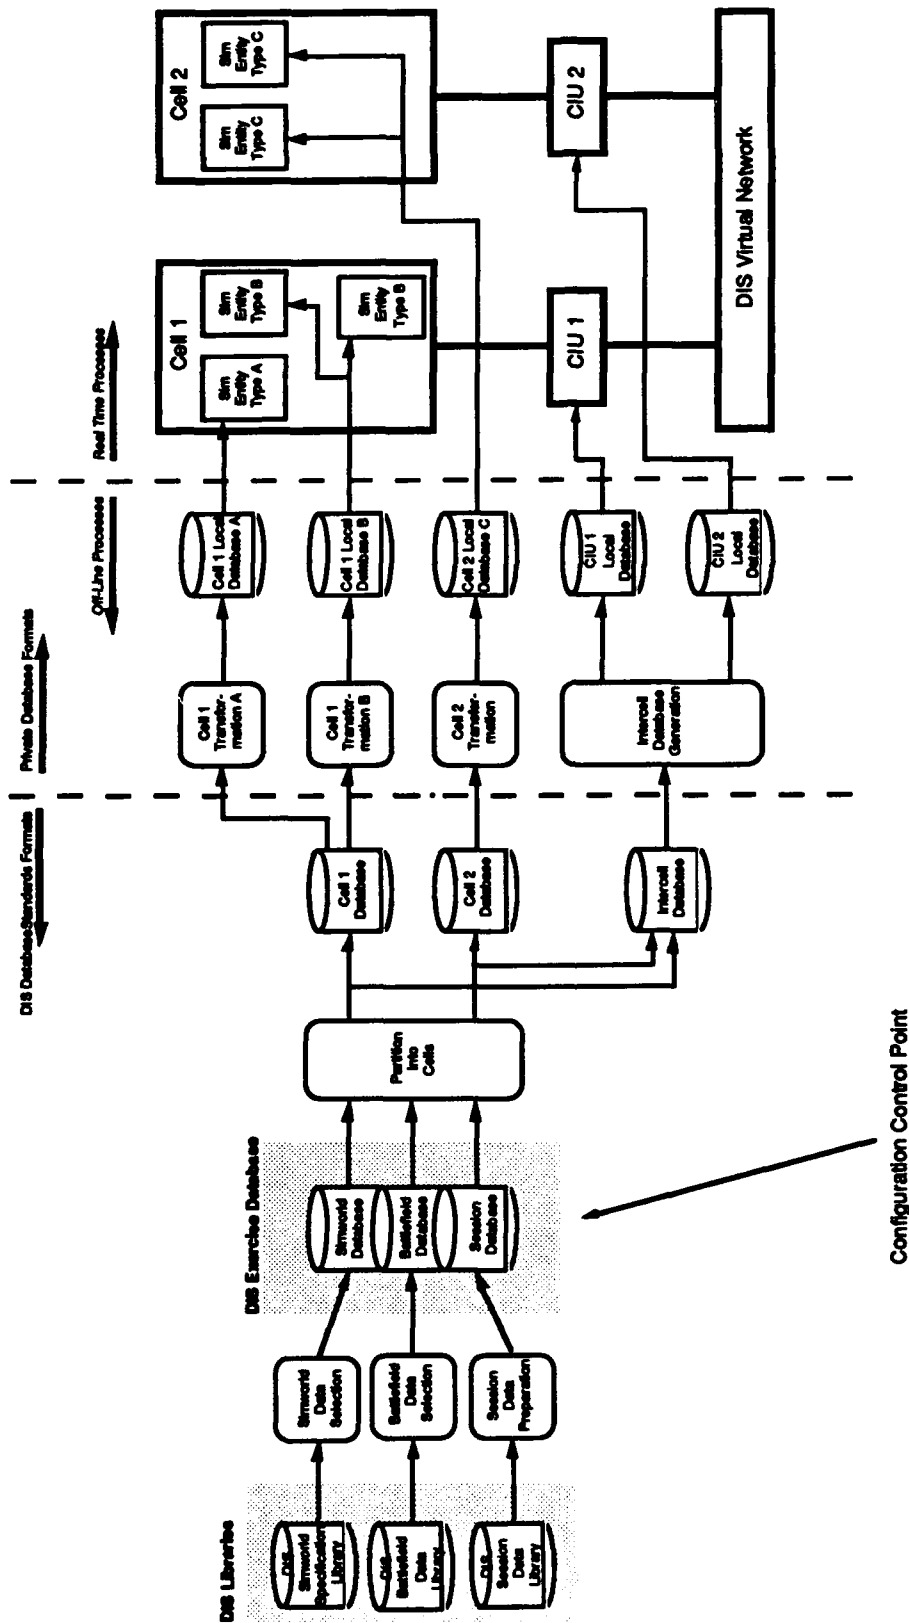 DIS Libraries
DIS
Simworld
Specification
Library
DIS
Battlefield
Data
Library
DIS
Session
Data
Library
Simworld
Data
Selection
Battlefield
Data
Selection
Session
Data
Preparation
DIS Exercise Database
Simworld
Database
Battlefield
Database
Session
Database
Configuration Control Point
Partition
Into
Cells
DIS Database Standards Formats
Private Database Formats
Cell 1
Database
Cell 2
Database
Intercell
Database
Cell 1
Transfor-
mation A
Cell 1
Transfor-
mation B
Cell 2
Transfor-
mation
Intercell
Database
Generation
Off-Line Processes
Real Time Processes
Cell 1 Local
Database A
Cell 1 Local
Database B
Cell 2 Local
Database C
CIU 1
Local
Database
CIU 2
Local
Database
Cell 1
Sim
Entity
Type A
Sim
Entity
Type B
Sim
Entity
Type B
Cell 2
Sim
Entity
Type C
Sim
Entity
Type C
CIU 1
CIU 2
DIS Virtual Network